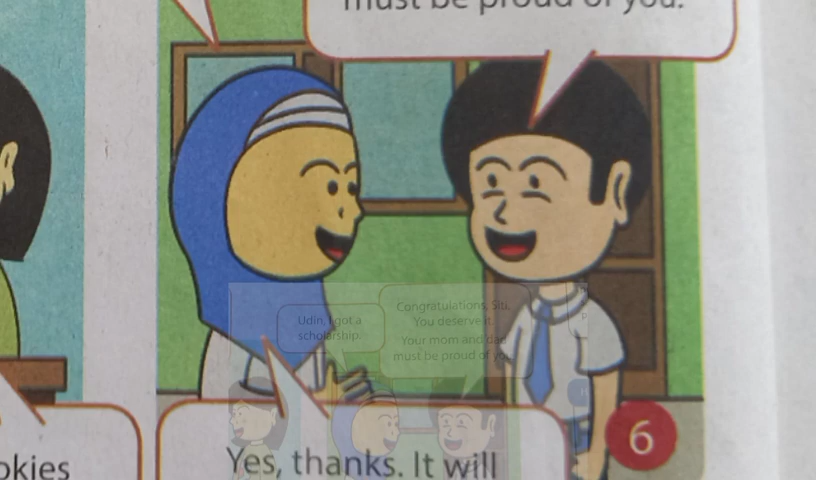 must be proud of you.
Udin, I got a
scholarship.
Congratulations, Siti.
You deserve it.
Your mom and dad
must be proud of you.
okies
Yes, thanks. It will
6